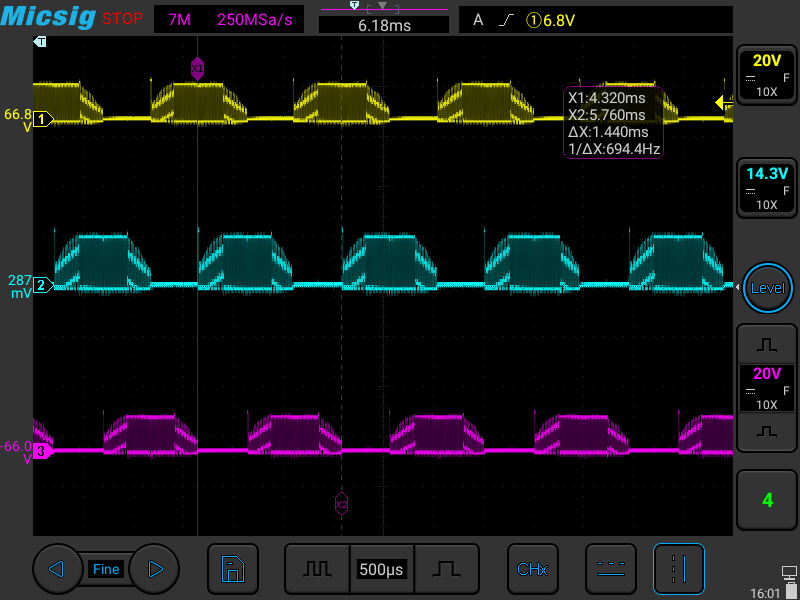 Micsig STOP 7M 250MSa/s 6.18ms A ①6.8V
T
T
X1
20V
F
10X
66.8
V
1
X1:4.320ms
X2:5.760ms
ΔX:1.440ms
1/ΔX:694.4Hz
14.3V
F
10X
287
mV
2
Level
20V
F
10X
-66.0
V
3
X2
4
Fine
500µs
CHx
16:01